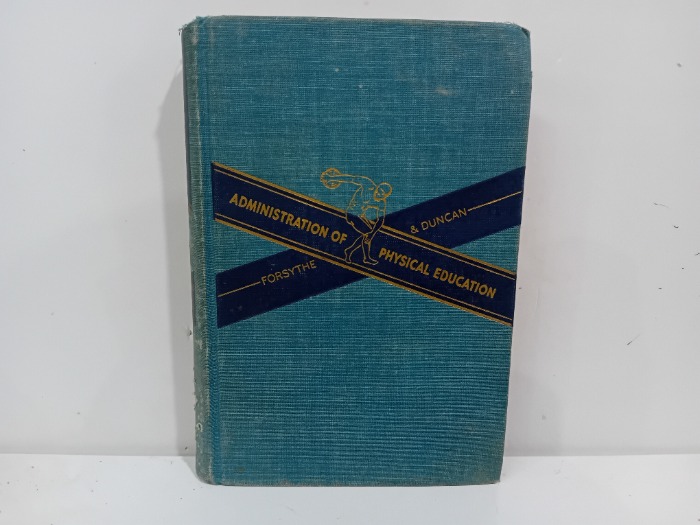 ADMINISTRATION OF PHYSICAL EDUCATION
FORSYTHE & DUNCAN